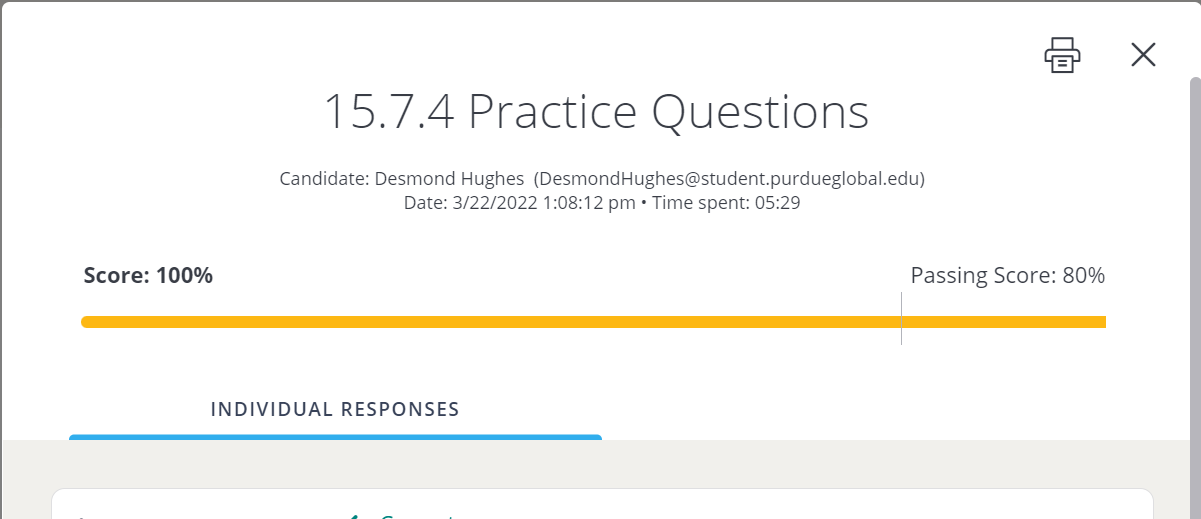 15.7.4 Practice Questions
Candidate: Desmond Hughes (DesmondHughes@student.purdueglobal.edu)
Date: 3/22/2022 1:08:12 pm • Time spent: 05:29
Score: 100%
Passing Score: 80%
INDIVIDUAL RESPONSES